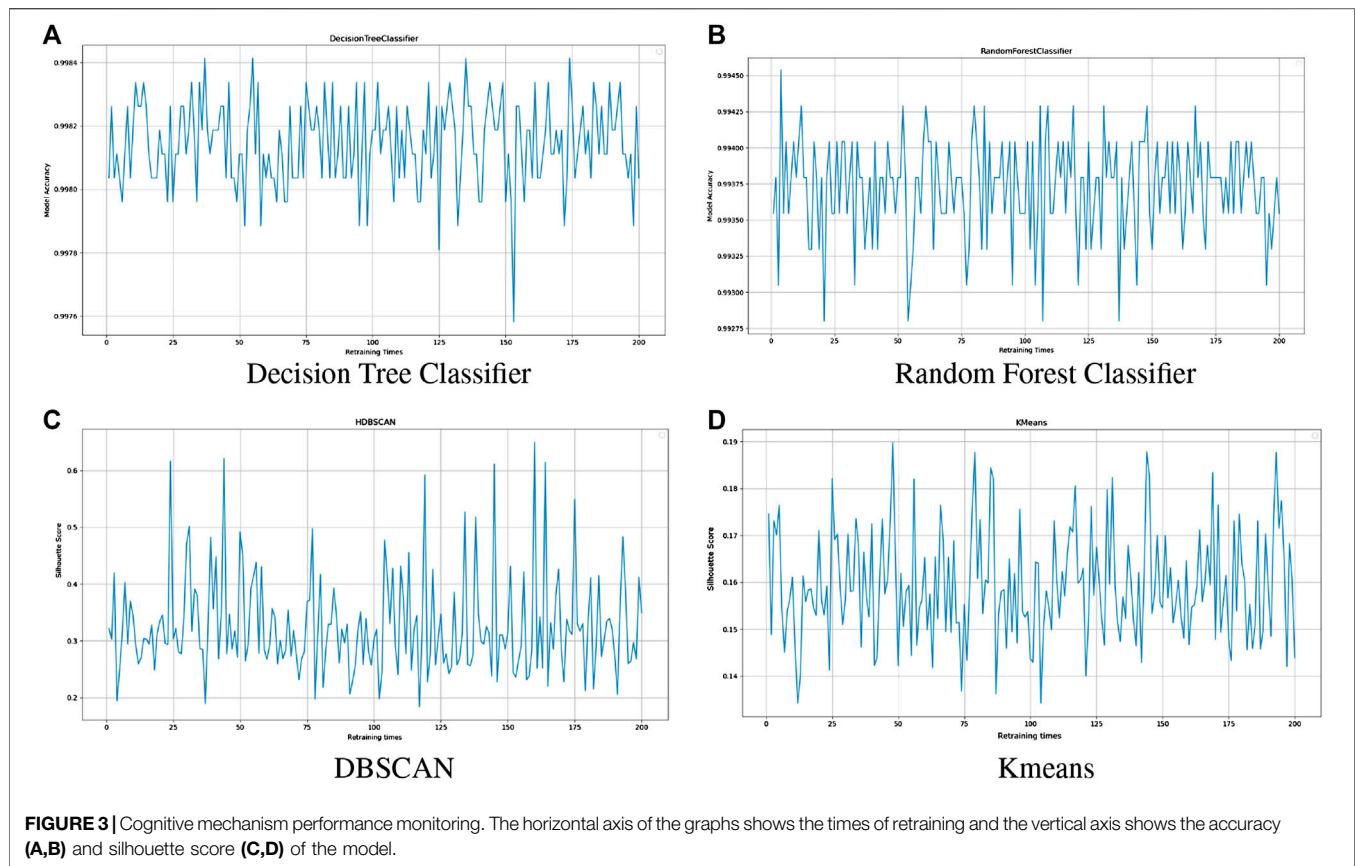 A
DecisionTreeClassifier
0.9984
0.9982
0.9980
0.9978
0.9976
Model Accuracy
0
25
50
75
100
125
150
175
200
Retraining Times
Decision Tree Classifier
B
RandomForestClassifier
0.99450
0.99425
0.99400
0.99375
0.99350
0.99325
0.99300
0.99275
Model Accuracy
0
25
50
75
100
125
150
175
200
Retraining Times
Random Forest Classifier
C
HDBSCAN
0.6
0.5
0.4
0.3
0.2
Silhouette Score
0
25
50
75
100
125
150
175
200
Retraining times
DBSCAN
D
KMeans
0.19
0.18
0.17
0.16
0.15
0.14
Silhouette Score
0
25
50
75
100
125
150
175
200
Retraining times
Kmeans
FIGURE 3 | Cognitive mechanism performance monitoring. The horizontal axis of the graphs shows the times of retraining and the vertical axis shows the accuracy
(A,B) and silhouette score (C,D) of the model.